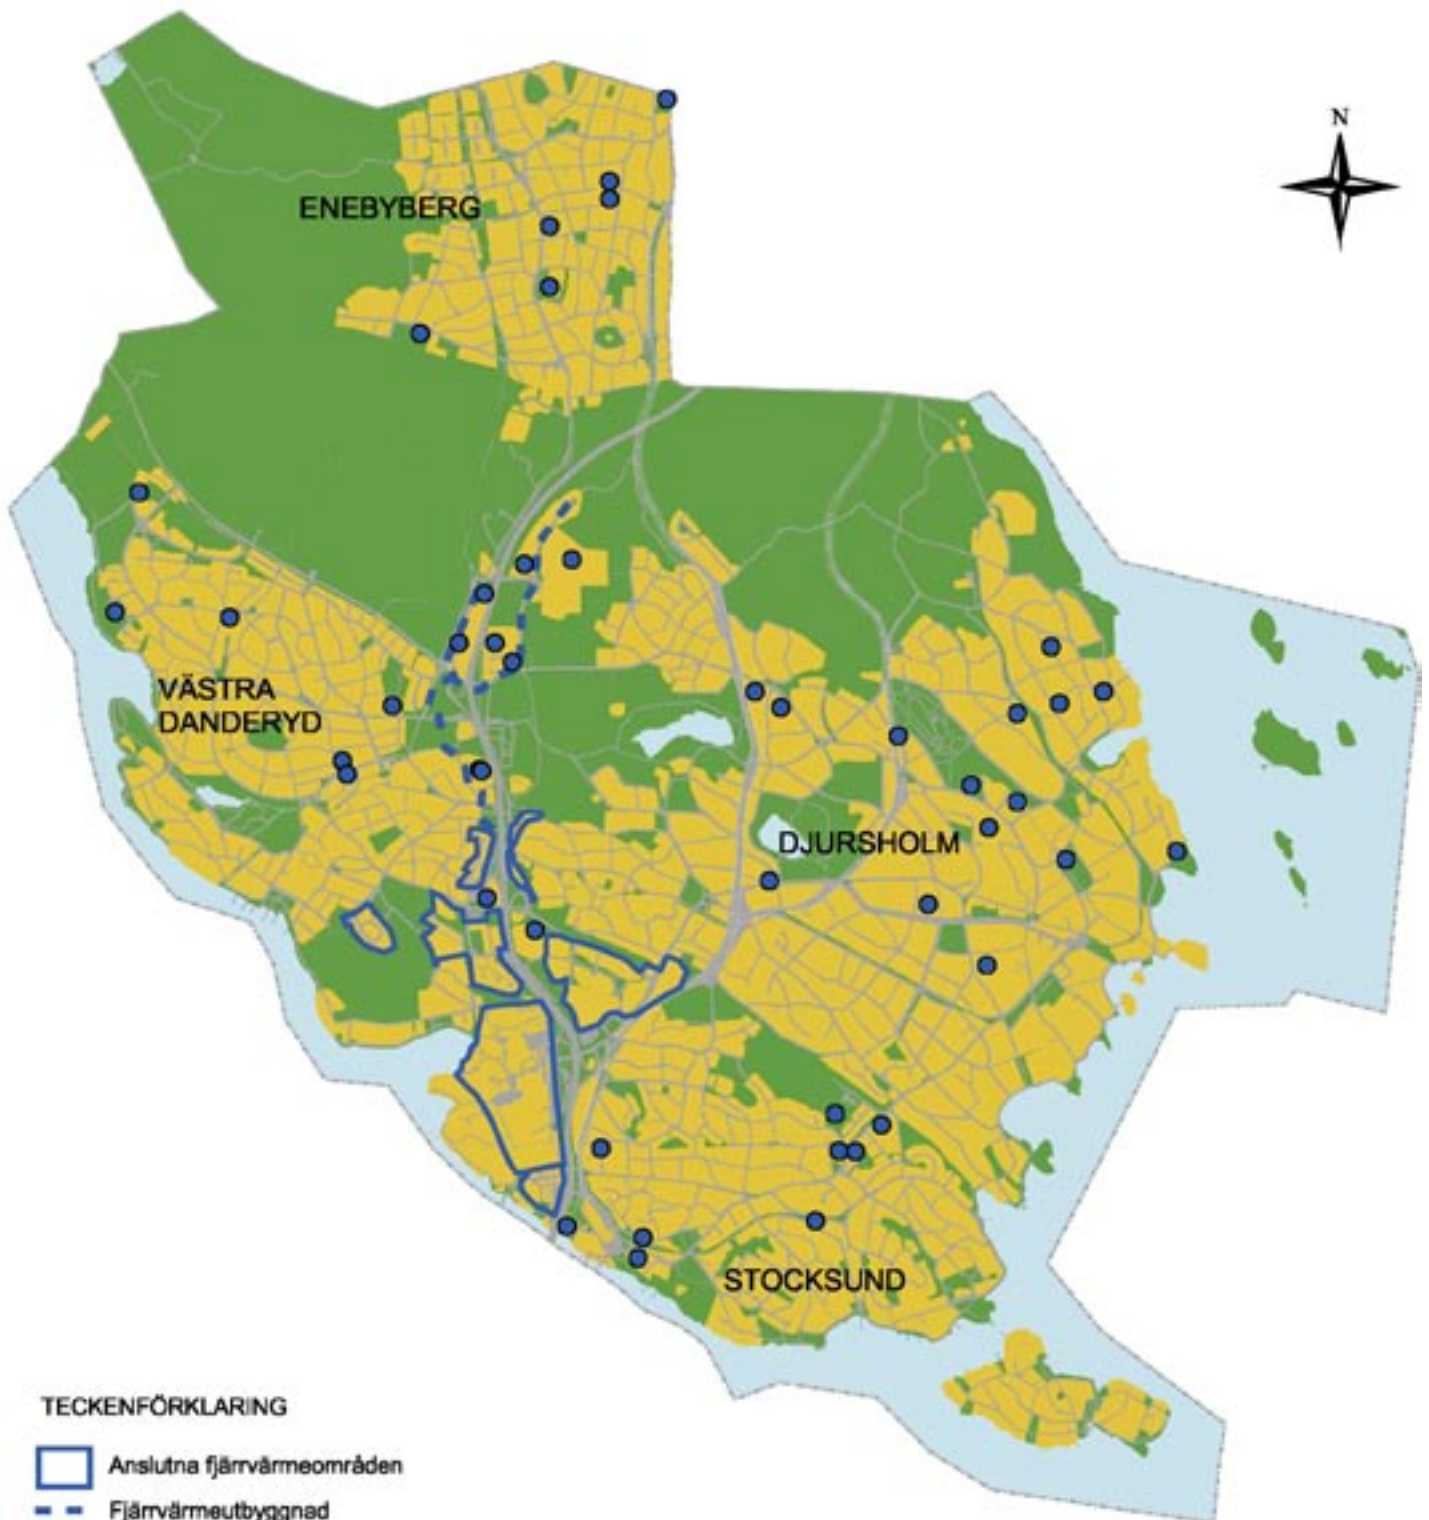 N
ENEBYBERG
VÄSTRA
DANDERYD
DJURSHOLM
STOCKSUND
TECKENFÖRKLARING
Anslutna fjärrvärmeområden
Fjärrvärmeutbyggnad